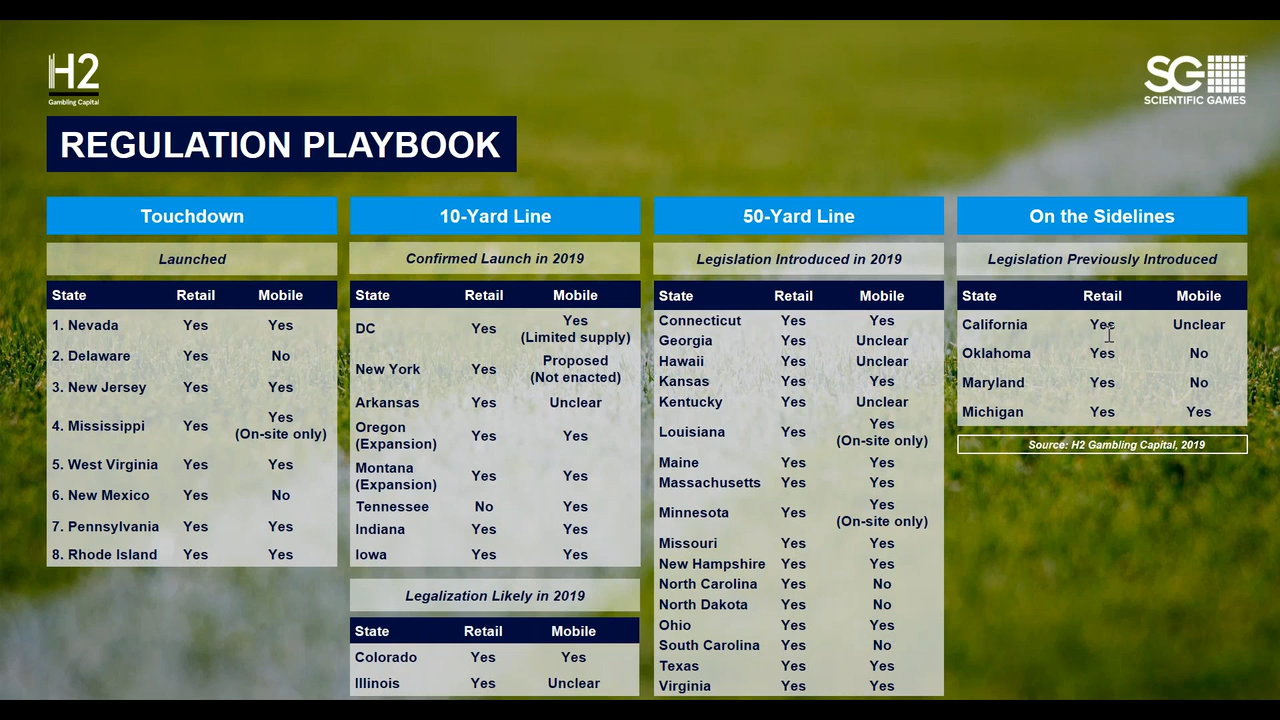 H2
Gambling Capital
SG
SCIENTIFIC GAMES
REGULATION PLAYBOOK
Touchdown
Launched
State Retail Mobile
1. Nevada Yes Yes
2. Delaware Yes No
3. New Jersey Yes Yes
4. Mississippi Yes Yes
(On-site only)
5. West Virginia Yes Yes
6. New Mexico Yes No
7. Pennsylvania Yes Yes
8. Rhode Island Yes Yes
10-Yard Line
Confirmed Launch in 2019
State Retail Mobile
DC Yes Yes
(Limited supply)
New York Yes Proposed
(Not enacted)
Arkansas Yes Unclear
Oregon
(Expansion) Yes Yes
Montana
(Expansion) Yes Yes
Tennessee No Yes
Indiana Yes Yes
Iowa Yes Yes
Legalization Likely in 2019
State Retail Mobile
Colorado Yes Yes
Illinois Yes Unclear
50-Yard Line
Legislation Introduced in 2019
State Retail Mobile
Connecticut Yes Yes
Georgia Yes Unclear
Hawaii Yes Unclear
Kansas Yes Yes
Kentucky Yes Unclear
Louisiana Yes Yes
(On-site only)
Maine Yes Yes
Massachusetts Yes Yes
Minnesota Yes Yes
(On-site only)
Missouri Yes Yes
New Hampshire Yes Yes
North Carolina Yes No
North Dakota Yes No
Ohio Yes Yes
South Carolina Yes No
Texas Yes Yes
Virginia Yes Yes
On the Sidelines
Legislation Previously Introduced
State Retail Mobile
California Yes Unclear
Oklahoma Yes No
Maryland Yes No
Michigan Yes Yes
Source: H2 Gambling Capital, 2019